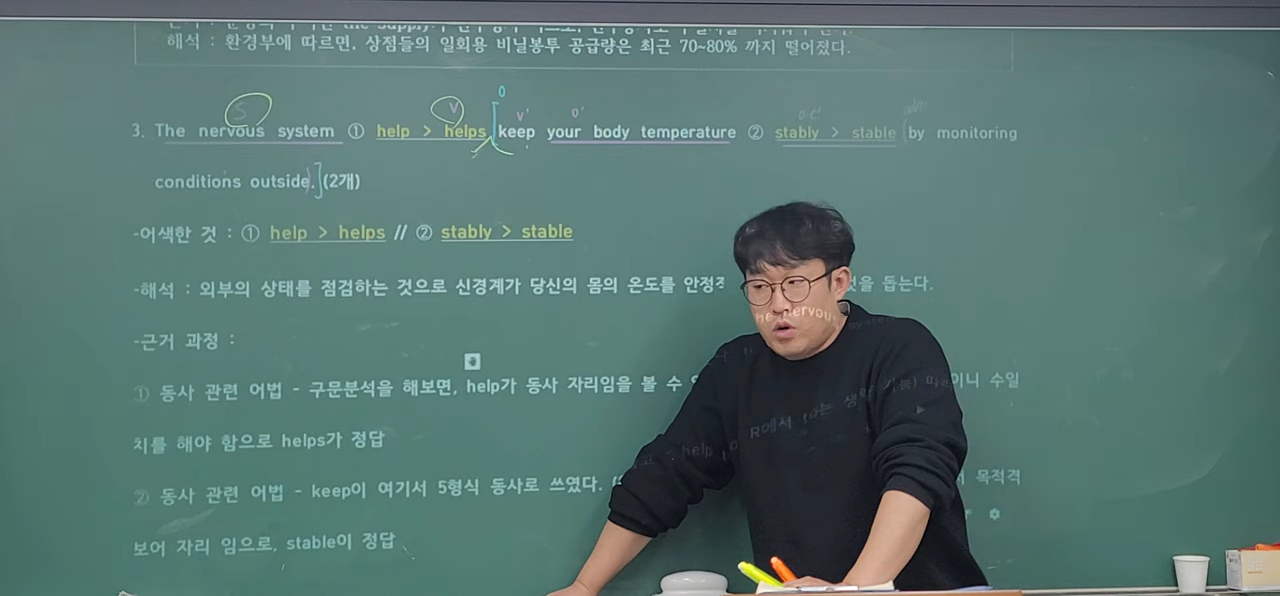 해석 : 환경부에 따르면, 상점들의 일회용 비닐봉투 공급량은 최근 70~80% 까지 떨어졌다.
S V O V' O' O·C'
3. The nervous system ① help > helps [keep your body temperature ② stably > stable (by monitoring
conditions outside.)] (2개)
-어색한 것 : ① help > helps // ② stably > stable
-해석 : 외부의 상태를 점검하는 것으로 신경계가 당신의 몸의 온도를 돕는다.
-근거 과정 :
① 동사 관련 어법 - 구문분석을 해보면, help가 동사 자리임을 볼 수 이니 수일
치를 해야 함으로 helps가 정답
② 동사 관련 어법 - keep이 여기서 5형식 동사로 쓰였다. 목적격
보어 자리 임으로, stable이 정답